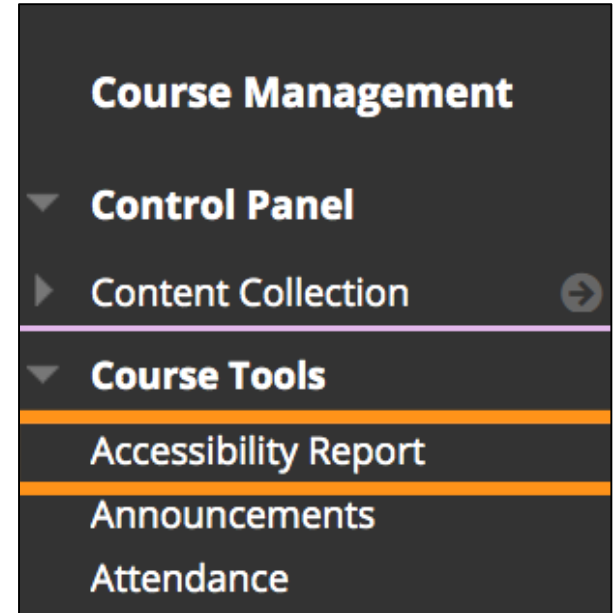 Course Management
Control Panel
Content Collection
Course Tools
Accessibility Report
Announcements
Attendance